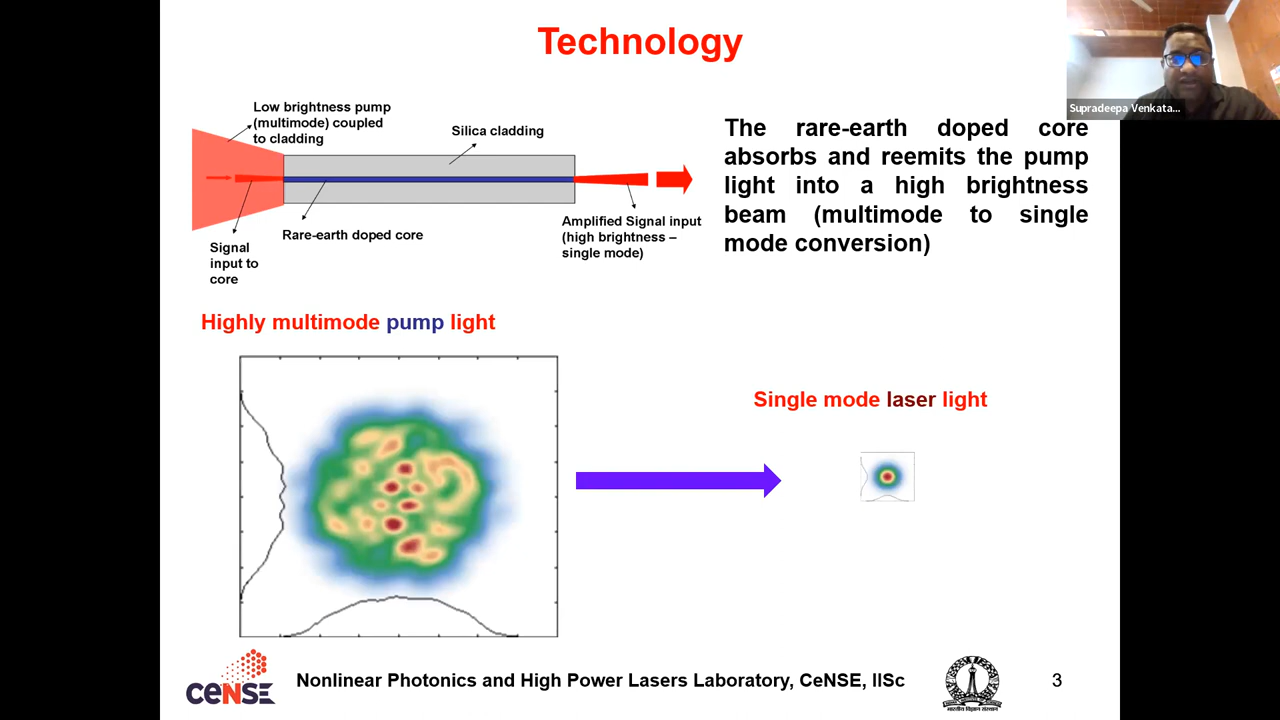 Technology
Supradeepa Venkata...
Low brightness pump
(multimode) coupled
to cladding
Silica cladding
Rare-earth doped core
Signal
input to
core
Amplified Signal input
(high brightness –
single mode)
The rare-earth doped core
absorbs and reemits the pump
light into a high brightness
beam (multimode to single
mode conversion)
Highly multimode pump light
Single mode laser light
CeNSE
Nonlinear Photonics and High Power Lasers Laboratory, CeNSE, IISc
भारतीय विज्ञान संस्थान
3